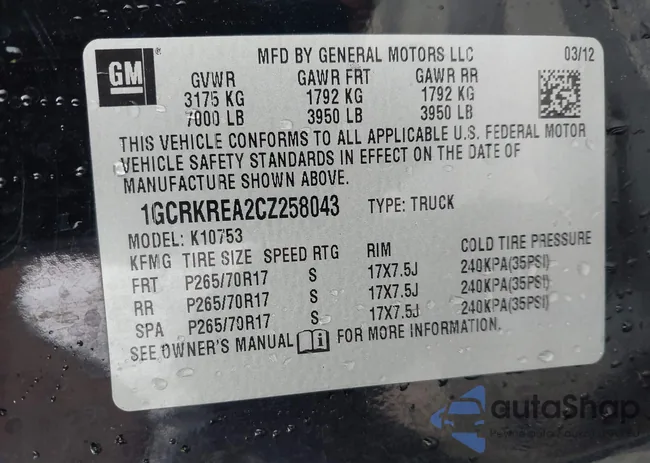 GM
MFD BY GENERAL MOTORS LLC 03/12
GVWR GAWR FRT GAWR RR
3175 KG 1792 KG 1792 KG
7000 LB 3950 LB 3950 LB
THIS VEHICLE CONFORMS TO ALL APPLICABLE U.S. FEDERAL MOTOR
VEHICLE SAFETY STANDARDS IN EFFECT ON THE DATE OF
MANUFACTURE SHOWN ABOVE.
1GCRKREA2CZ258043 TYPE: TRUCK
MODEL: K10753
KFMG TIRE SIZE SPEED RTG RIM COLD TIRE PRESSURE
FRT P265/70R17 S 17X7.5J 240KPA(35PSI)
RR P265/70R17 S 17X7.5J 240KPA(35PSI)
SPA P265/70R17 S 17X7.5J 240KPA(35PSI)
SEE OWNER'S MANUAL FOR MORE INFORMATION.
autaShap